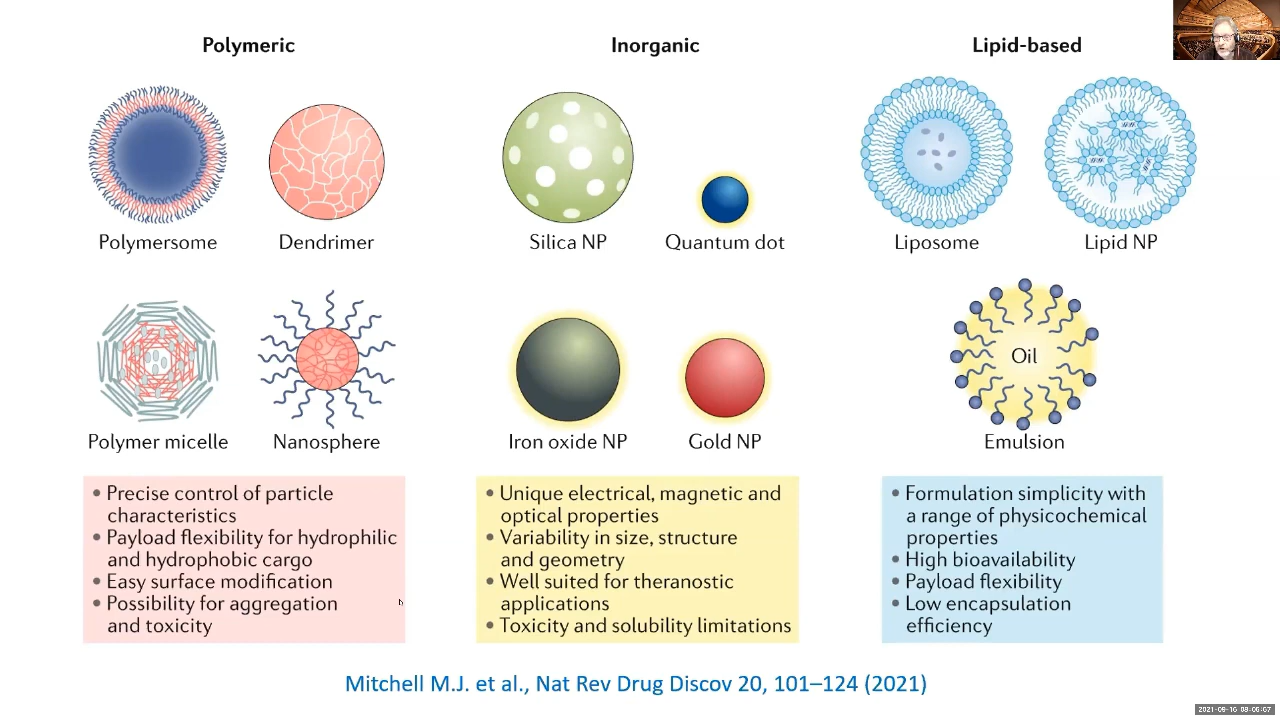 Polymeric
Inorganic
Lipid-based
Polymersome
Dendrimer
Silica NP
Quantum dot
Liposome
Lipid NP
Polymer micelle
Nanosphere
Iron oxide NP
Gold NP
Oil
Emulsion
• Precise control of particle
characteristics
• Payload flexibility for hydrophilic
and hydrophobic cargo
• Easy surface modification
• Possibility for aggregation
and toxicity
• Unique electrical, magnetic and
optical properties
• Variability in size, structure
and geometry
• Well suited for theranostic
applications
• Toxicity and solubility limitations
• Formulation simplicity with
a range of physicochemical
properties
• High bioavailability
• Payload flexibility
• Low encapsulation
efficiency
Mitchell M.J. et al., Nat Rev Drug Discov 20, 101–124 (2021)